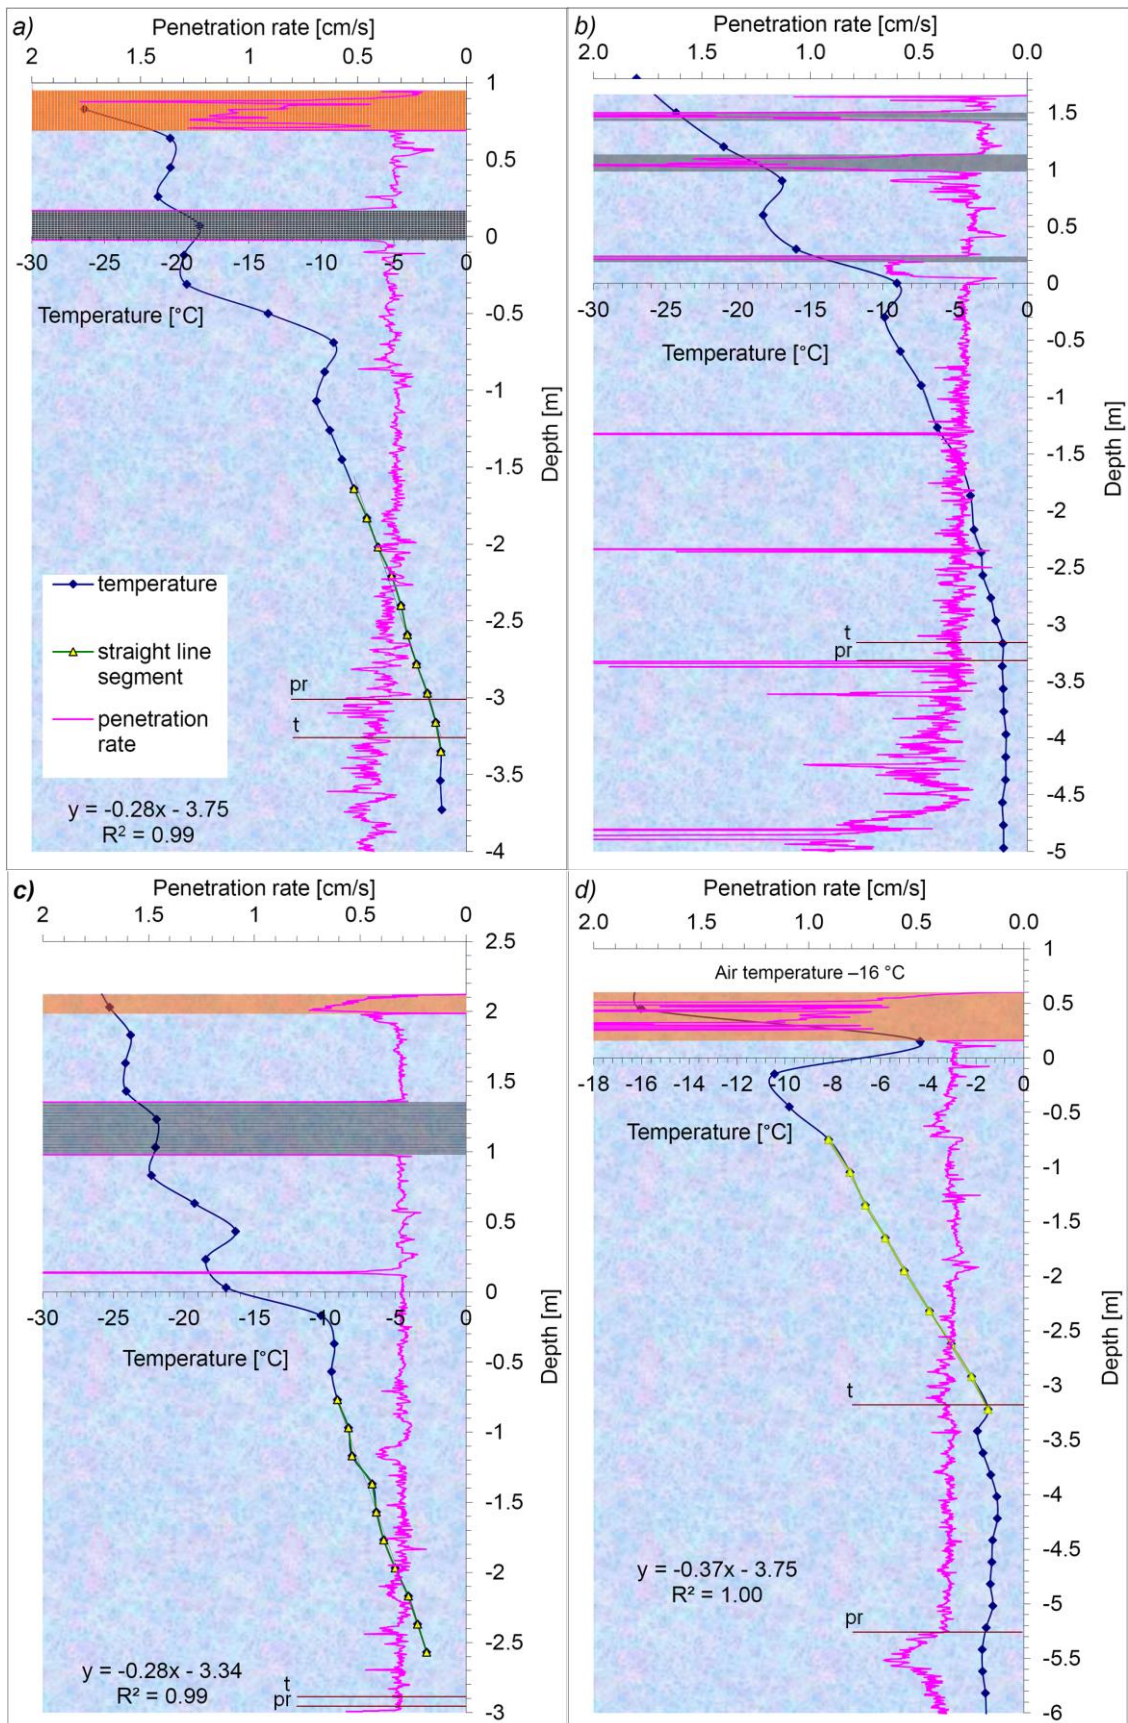 a)
Penetration rate [cm/s]
2 1.5 1 0.5 0
1
0.5
0
-30 -25 -20 -15 -10 -5
Temperature [°C]
-0.5
-1
-1.5
-2
-2.5
-3
-3.5
-4
Depth [m]
temperature
straight line
segment
penetration
rate
pr
t
y = -0.28x - 3.75
R² = 0.99
b)
Penetration rate [cm/s]
2.0 1.5 1.0 0.5 0.0
1.5
1
0.5
0
-30 -25 -20 -15 -10 -5 0
Temperature [°C]
-0.5
-1
-1.5
-2
-2.5
-3
-3.5
-4
-4.5
-5
Depth [m]
t
pr
c)
Penetration rate [cm/s]
2 1.5 1 0.5 0
2.5
2
1.5
1
0.5
0
-30 -25 -20 -15 -10 -5 0
Temperature [°C]
-0.5
-1
-1.5
-2
-2.5
-3
Depth [m]
y = -0.28x - 3.34
R² = 0.99
t
pr
d)
Penetration rate [cm/s]
2.0 1.5 1.0 0.5 0.0
1
Air temperature –16 °C
0.5
0
-18 -16 -14 -12 -10 -8 -6 -4 -2 0
Temperature [°C]
-0.5
-1
-1.5
-2
-2.5
-3
-3.5
-4
-4.5
-5
-5.5
-6
Depth [m]
t
y = -0.37x - 3.75
R² = 1.00
pr